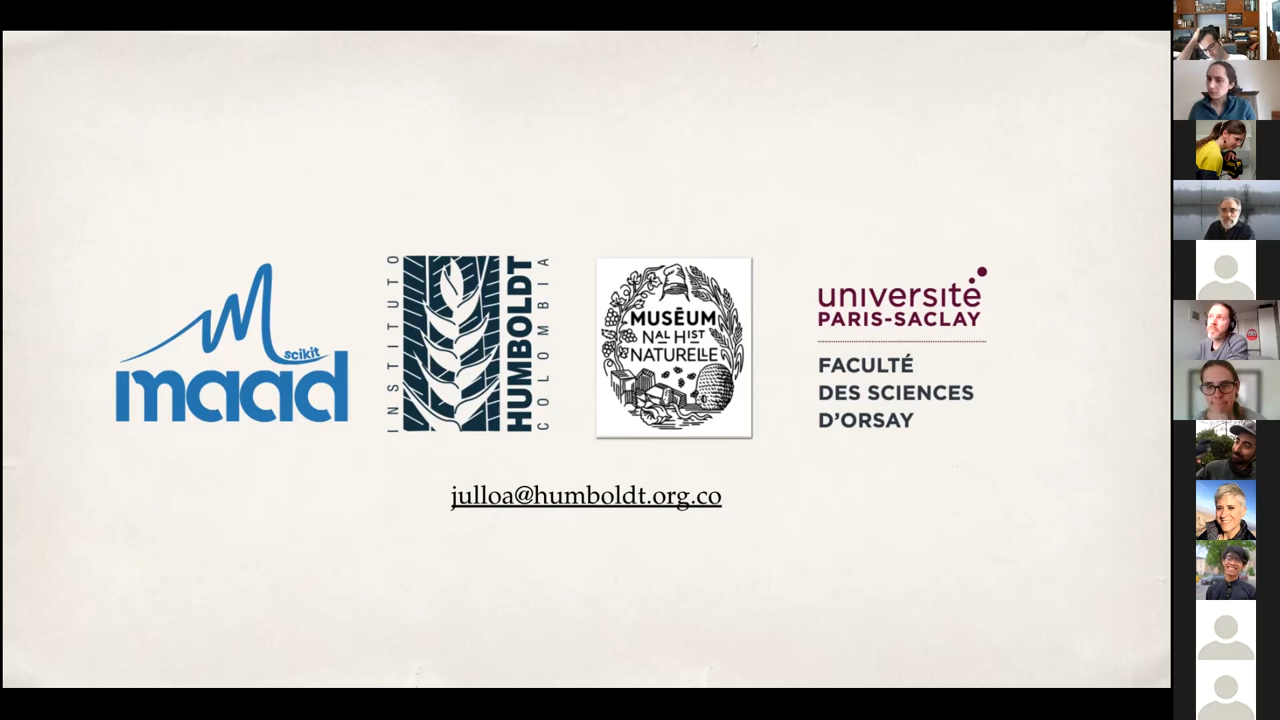 scikit
maad
INSTITUTO
HUMBOLDT
COLOMBIA
MUSĒUM
NAL HIST
NATURELLE
université
PARIS-SACLAY
FACULTÉ
DES SCIENCES
D'ORSAY
julloa@humboldt.org.co